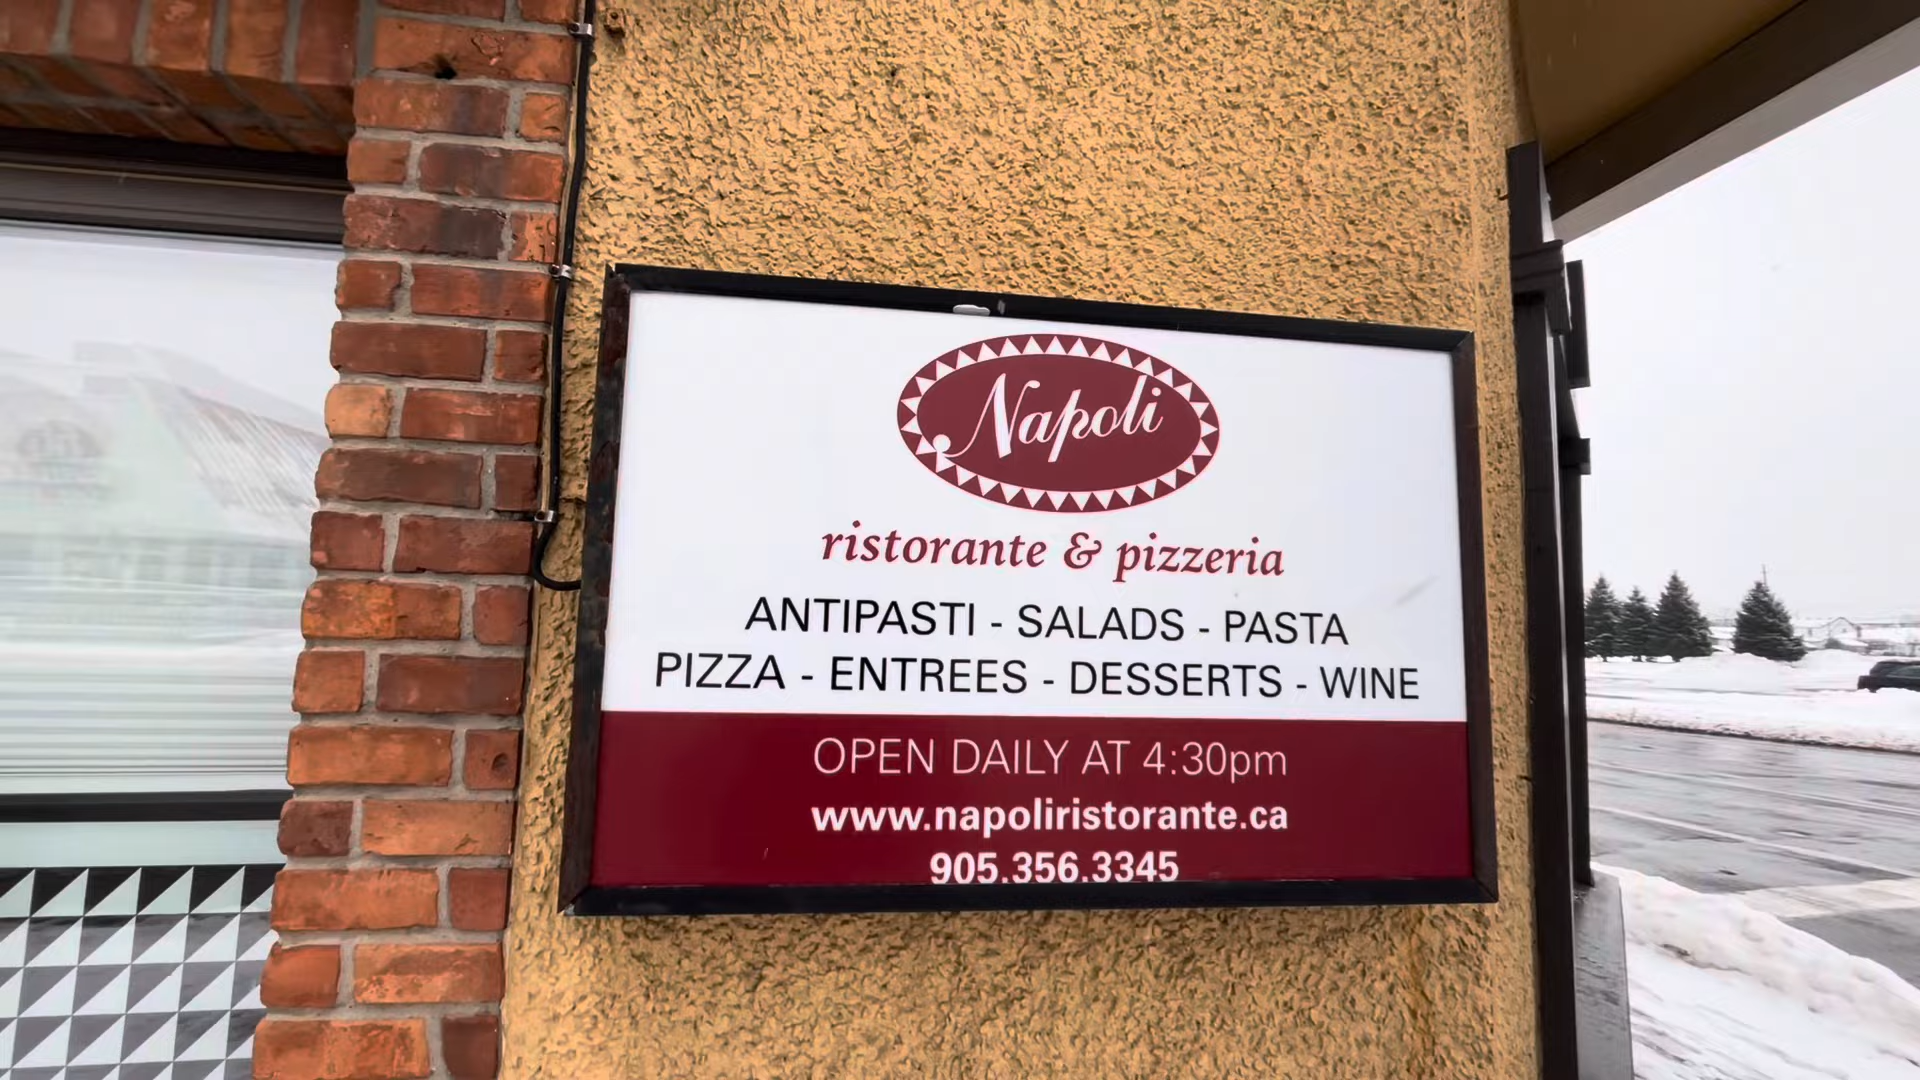 Napoli
ristorante & pizzeria
ANTIPASTI - SALADS - PASTA
PIZZA - ENTREES - DESSERTS - WINE
OPEN DAILY AT 4:30pm
www.napoliristorante.ca
905.356.3345